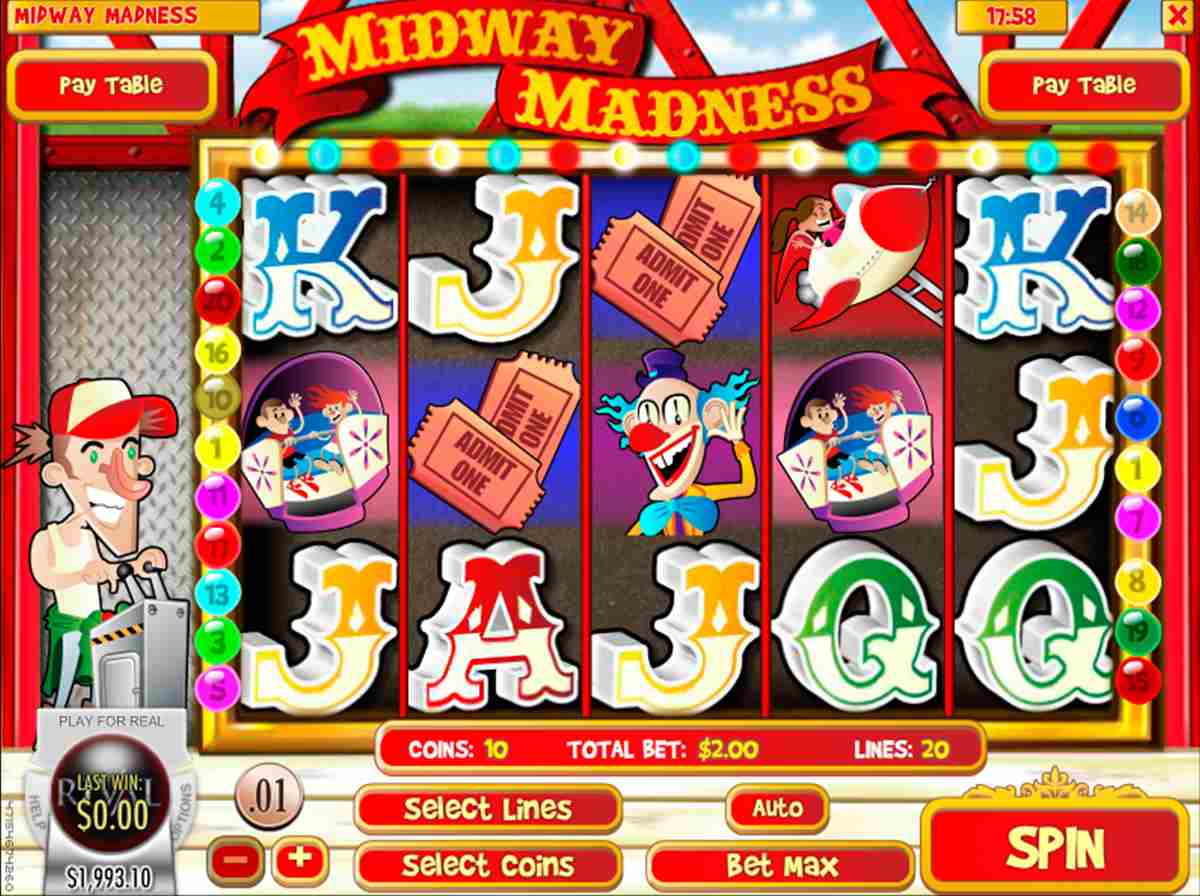 MIDWAY MADNESS
17:58
X
MIDWAY
MADNESS
Pay Table
Pay Table
4
2
20
16
10
1
11
17
13
3
5
K
J
ADMIT ONE
ADMIT ONE
K
ADMIT ONE
ADMIT ONE
J
J
A
J
Q
Q
14
18
12
9
6
1
7
8
19
15
COINS: 10
TOTAL BET: $2.00
LINES: 20
PLAY FOR REAL
RIVAL
LAST WIN:
$0.00
HELP
OPTIONS
$1,993.10
.01
-
+
Select Lines
Auto
Select Coins
Bet Max
SPIN